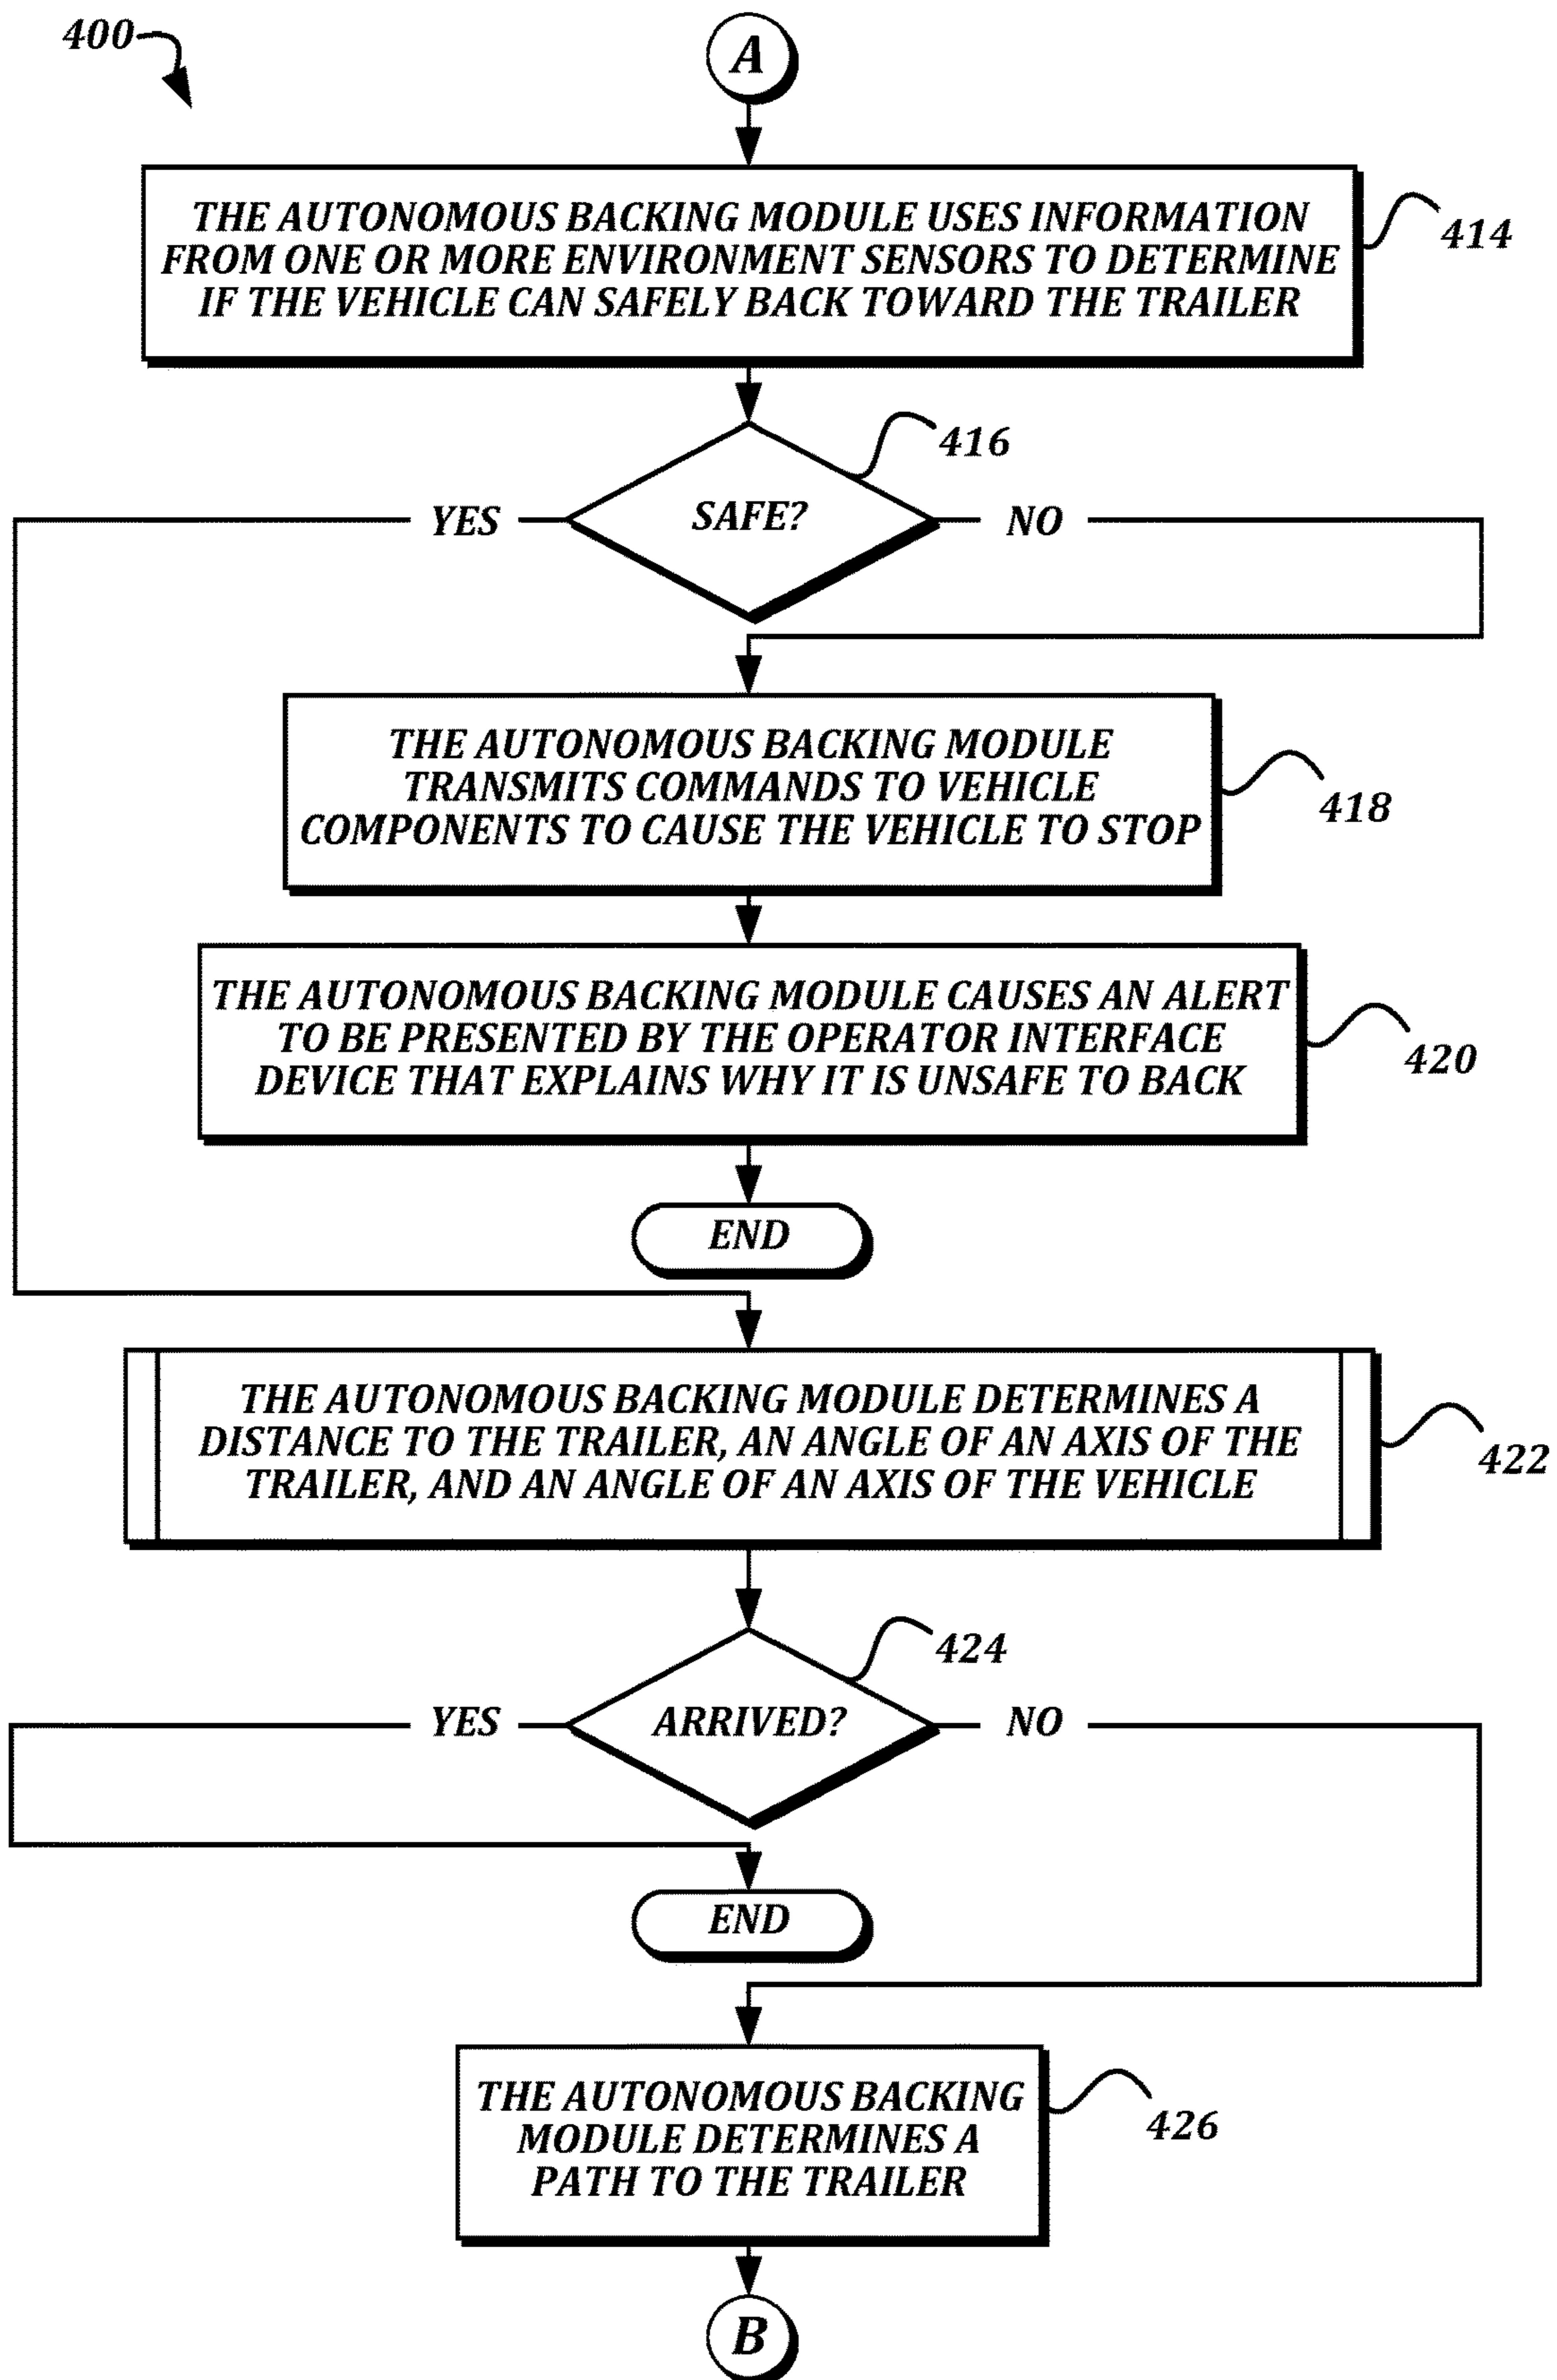 400
A
THE AUTONOMOUS BACKING MODULE USES INFORMATION
FROM ONE OR MORE ENVIRONMENT SENSORS TO DETERMINE
IF THE VEHICLE CAN SAFELY BACK TOWARD THE TRAILER
414
416
SAFE?
YES
NO
THE AUTONOMOUS BACKING MODULE
TRANSMITS COMMANDS TO VEHICLE
COMPONENTS TO CAUSE THE VEHICLE TO STOP
418
THE AUTONOMOUS BACKING MODULE CAUSES AN ALERT
TO BE PRESENTED BY THE OPERATOR INTERFACE
DEVICE THAT EXPLAINS WHY IT IS UNSAFE TO BACK
420
END
THE AUTONOMOUS BACKING MODULE DETERMINES A
DISTANCE TO THE TRAILER, AN ANGLE OF AN AXIS OF THE
TRAILER, AND AN ANGLE OF AN AXIS OF THE VEHICLE
422
424
YES
ARRIVED?
NO
END
THE AUTONOMOUS BACKING
MODULE DETERMINES A
PATH TO THE TRAILER
426
B